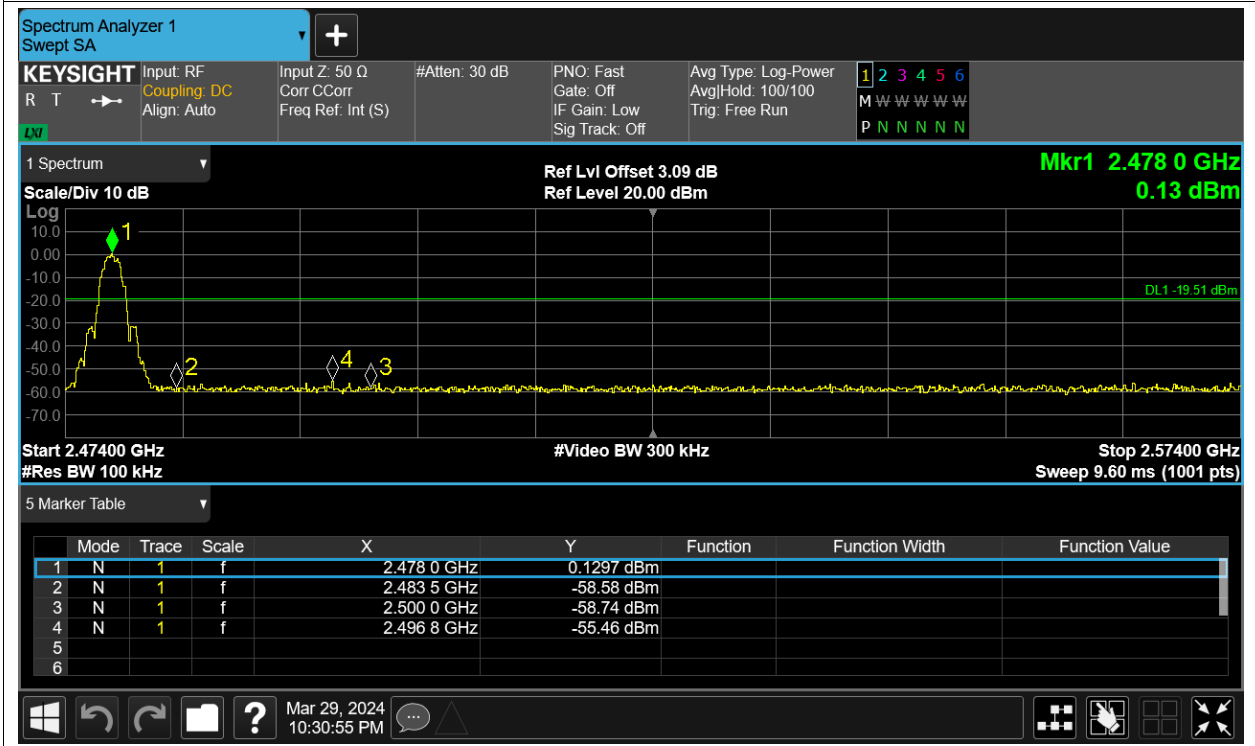 Spectrum Analyzer 1
Swept SA
KEYSIGHT Input: RF Input Z: 50 Ω #Atten: 30 dB PNO: Fast Avg Type: Log-Power 1 2 3 4 5 6
R T Coupling: DC Corr CCorr Gate: Off Avg|Hold: 100/100 M W W W W W
Align: Auto Freq Ref: Int (S) IF Gain: Low Trig: Free Run
LXI Sig Track: Off P N N N N N
1 Spectrum Ref Lvl Offset 3.09 dB Mkr1 2.478 0 GHz
Scale/Div 10 dB Ref Level 20.00 dBm 0.13 dBm
Log
10.0 1
0.00
-10.0
-20.0 DL1 -19.51 dBm
-30.0
-40.0
-50.0 2 4 3
-60.0
-70.0
Start 2.47400 GHz #Video BW 300 kHz Stop 2.57400 GHz
#Res BW 100 kHz Sweep 9.60 ms (1001 pts)
5 Marker Table
Mode Trace Scale X Y Function Function Width Function Value
1 N 1 f 2.478 0 GHz 0.1297 dBm
2 N 1 f 2.483 5 GHz -58.58 dBm
3 N 1 f 2.500 0 GHz -58.74 dBm
4 N 1 f 2.496 8 GHz -55.46 dBm
5
6
? Mar 29, 2024
10:30:55 PM